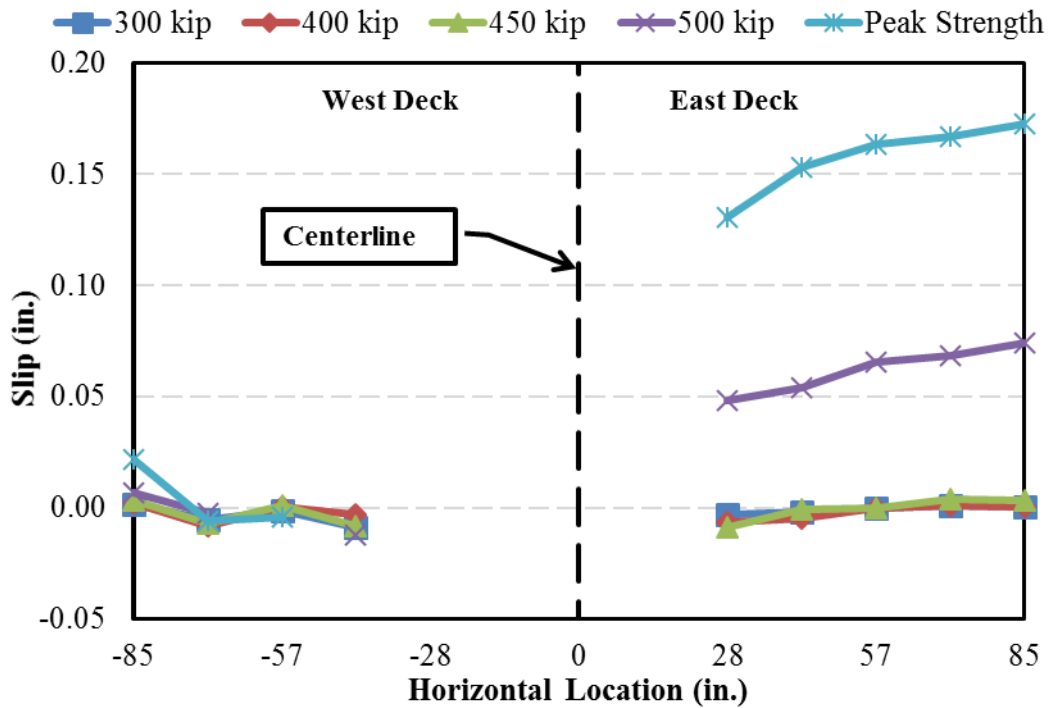 300 kip 400 kip 450 kip 500 kip Peak Strength
0.20
West Deck East Deck
0.15
Centerline
0.10
Slip (in.)
0.05
0.00
-0.05
-85 -57 -28 0 28 57 85
Horizontal Location (in.)